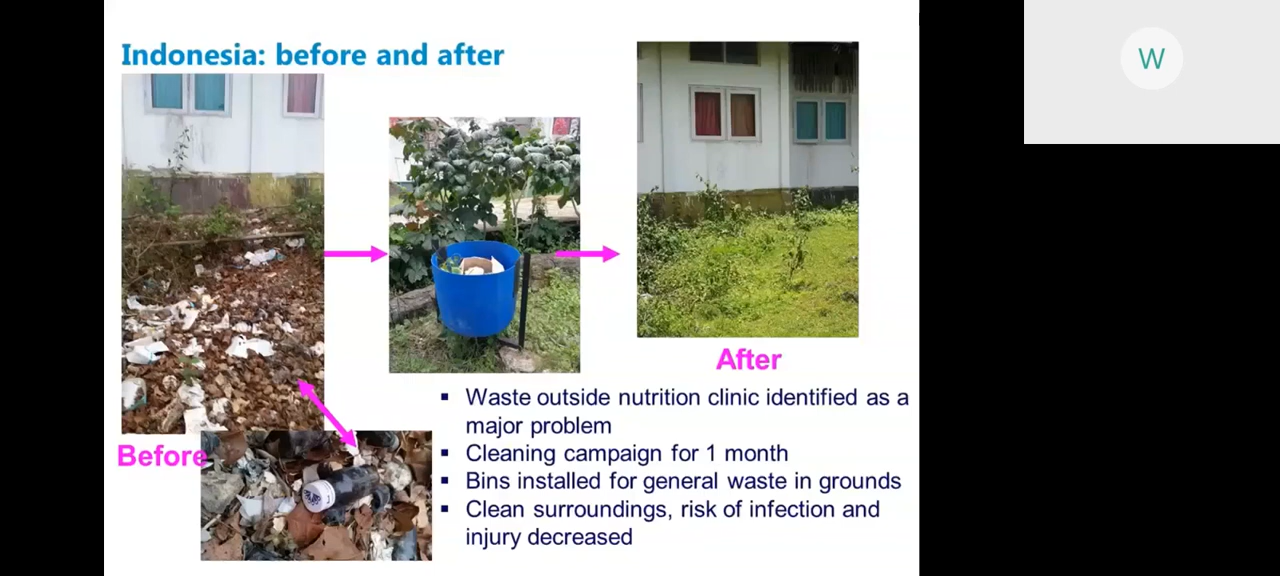 Indonesia: before and after
After
Before
▪ Waste outside nutrition clinic identified as a
major problem
▪ Cleaning campaign for 1 month
▪ Bins installed for general waste in grounds
▪ Clean surroundings, risk of infection and
injury decreased
W